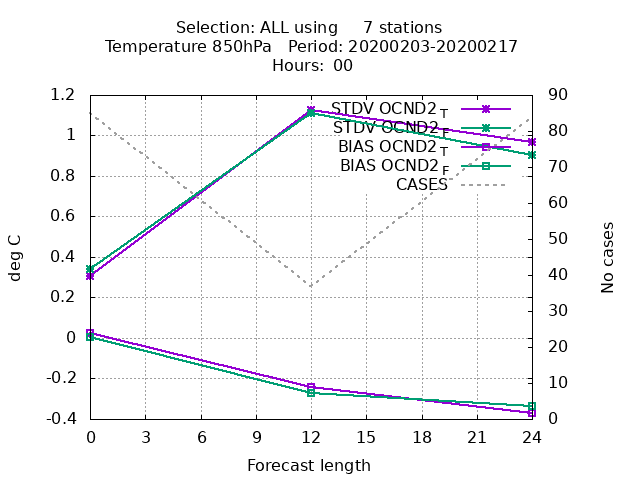 Selection: ALL using     7 stations
Temperature 850hPa   Period: 20200203-20200217
Hours:  00
STDV OCND2 T
STDV OCND2 F
BIAS OCND2 T
BIAS OCND2 F
CASES
1.2
1
0.8
0.6
0.4
0.2
0
-0.2
-0.4
deg C
90
80
70
60
50
40
30
20
10
0
No cases
0 3 6 9 12 15 18 21 24
Forecast length